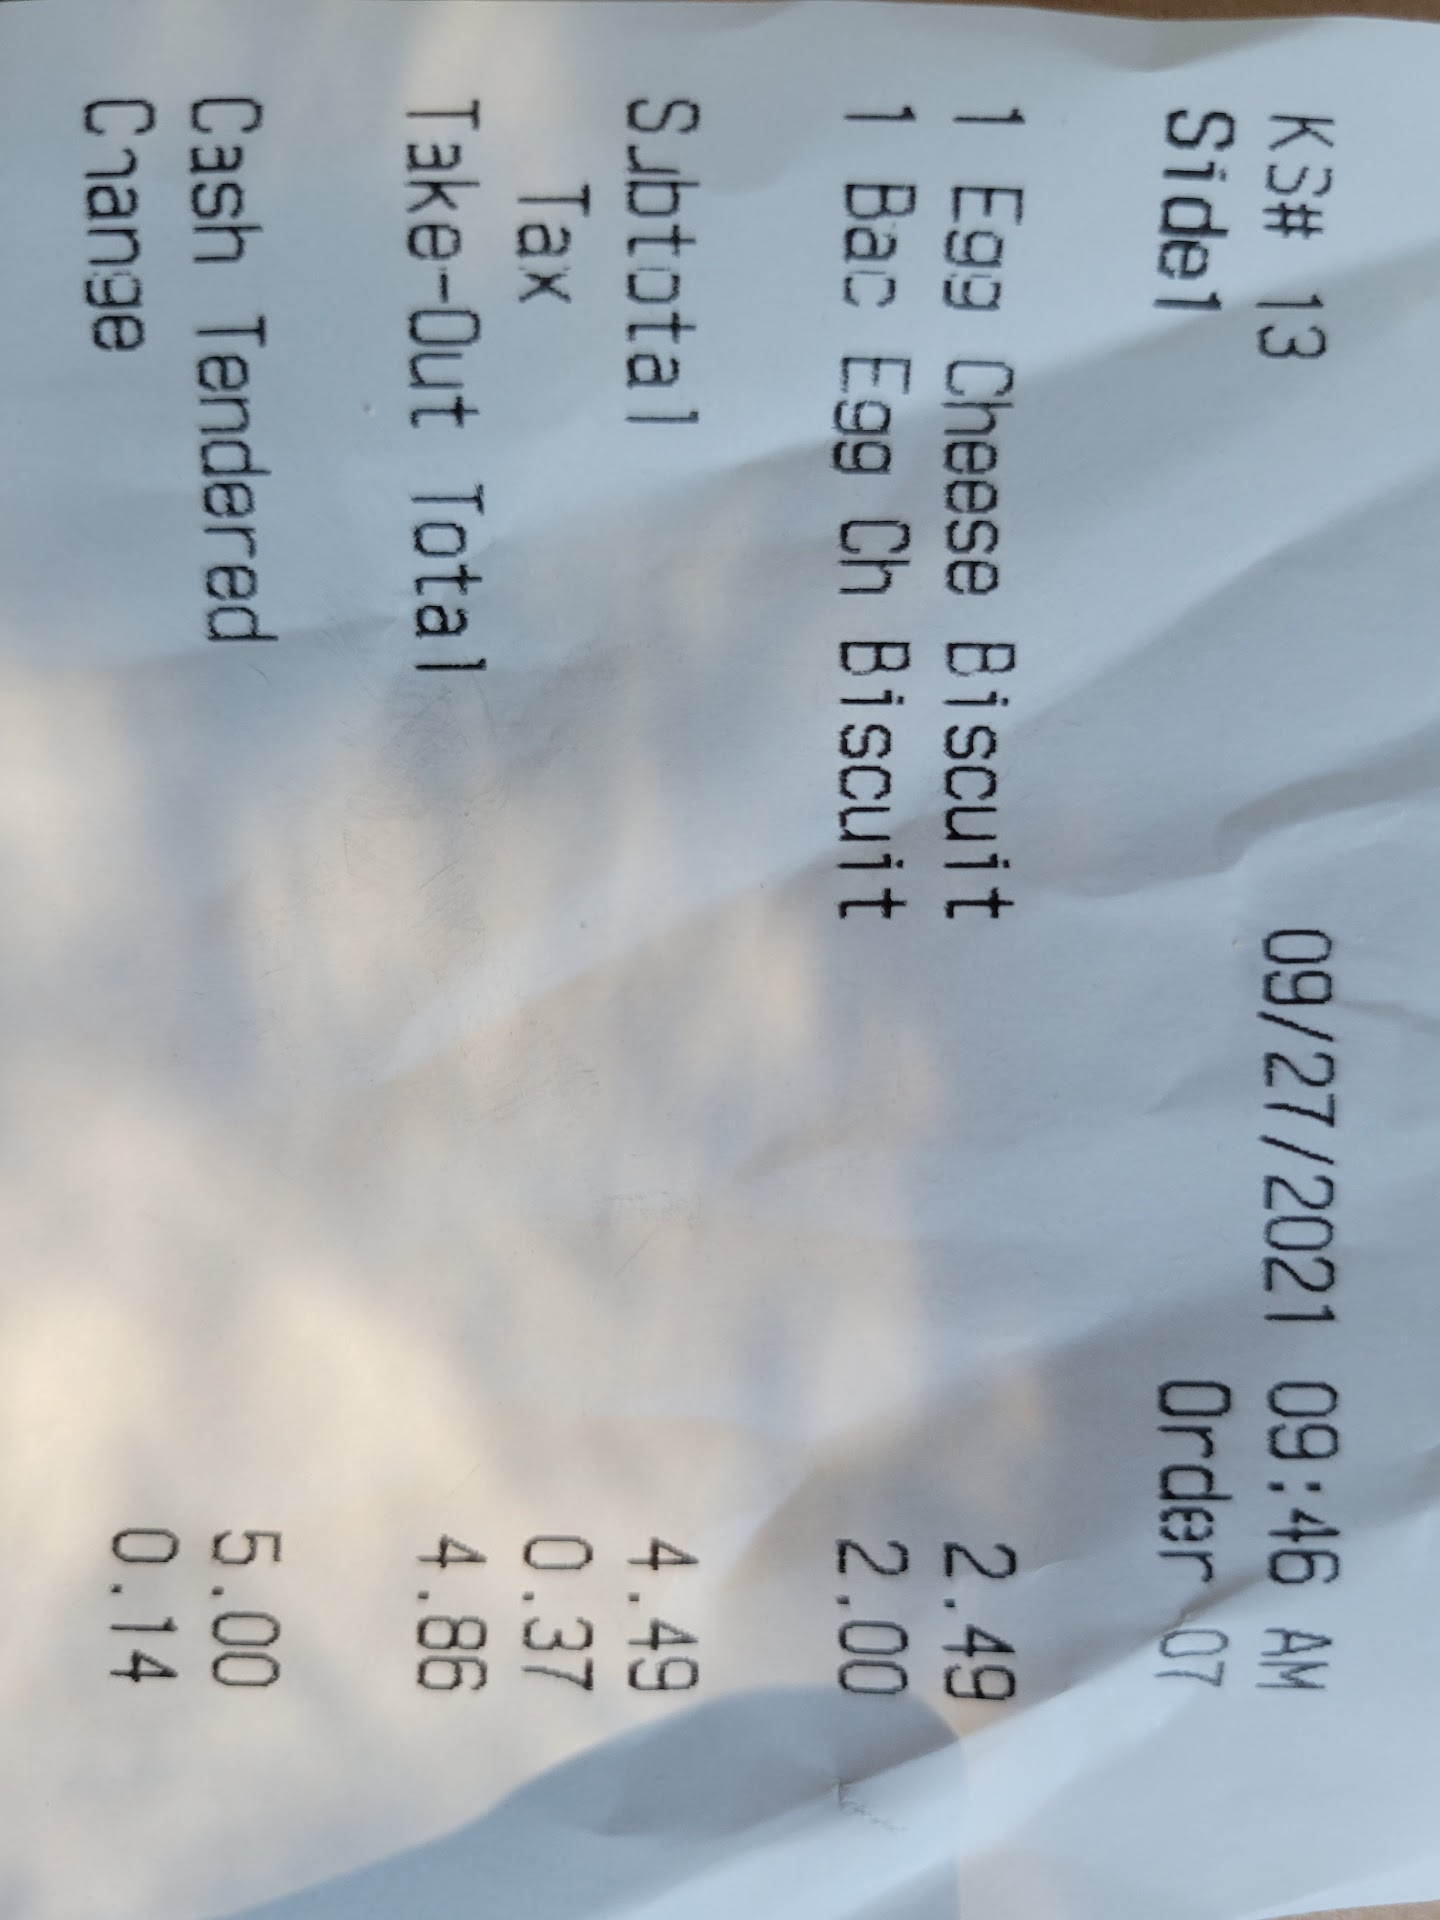 KS# 13 09/27/2021 09:46 AM
Side1 Order 07
1 Egg Cheese Biscuit 2.49
1 Bac Egg Ch Biscuit 2.00
Subtotal 4.49
Tax 0.37
Take-Out Total 4.86
Cash Tendered 5.00
Change 0.14